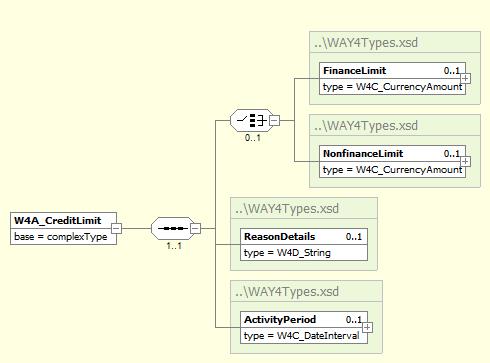 ..\WAY4Types.xsd
FinanceLimit 0..1
type = W4C_CurrencyAmount
0..1
..\WAY4Types.xsd
NonfinanceLimit 0..1
type = W4C_CurrencyAmount
..\WAY4Types.xsd
W4A_CreditLimit
base = complexType
1..1
ReasonDetails 0..1
type = W4D_String
..\WAY4Types.xsd
ActivityPeriod 0..1
type = W4C_DateInterval